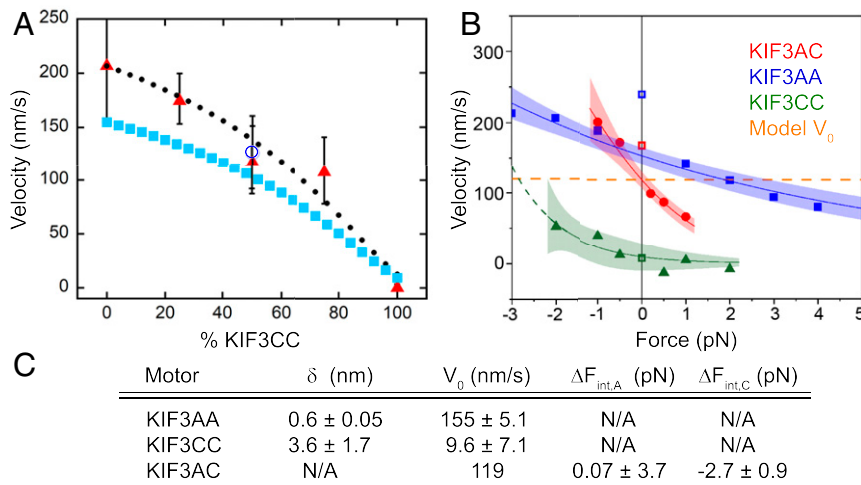 A
250
200
150
100
50
0
Velocity (nm/s)
0 20 40 60 80 100
% KIF3CC
B
300
200
100
0
Velocity (nm/s)
-3 -2 -1 0 1 2 3 4 5
Force (pN)
KIF3AC
KIF3AA
KIF3CC
Model V0
C
Motor δ (nm) V0 (nm/s) ΔFint,A (pN) ΔFint,C (pN)
KIF3AA 0.6 ± 0.05 155 ± 5.1 N/A N/A
KIF3CC 3.6 ± 1.7 9.6 ± 7.1 N/A N/A
KIF3AC N/A 119 0.07 ± 3.7 -2.7 ± 0.9